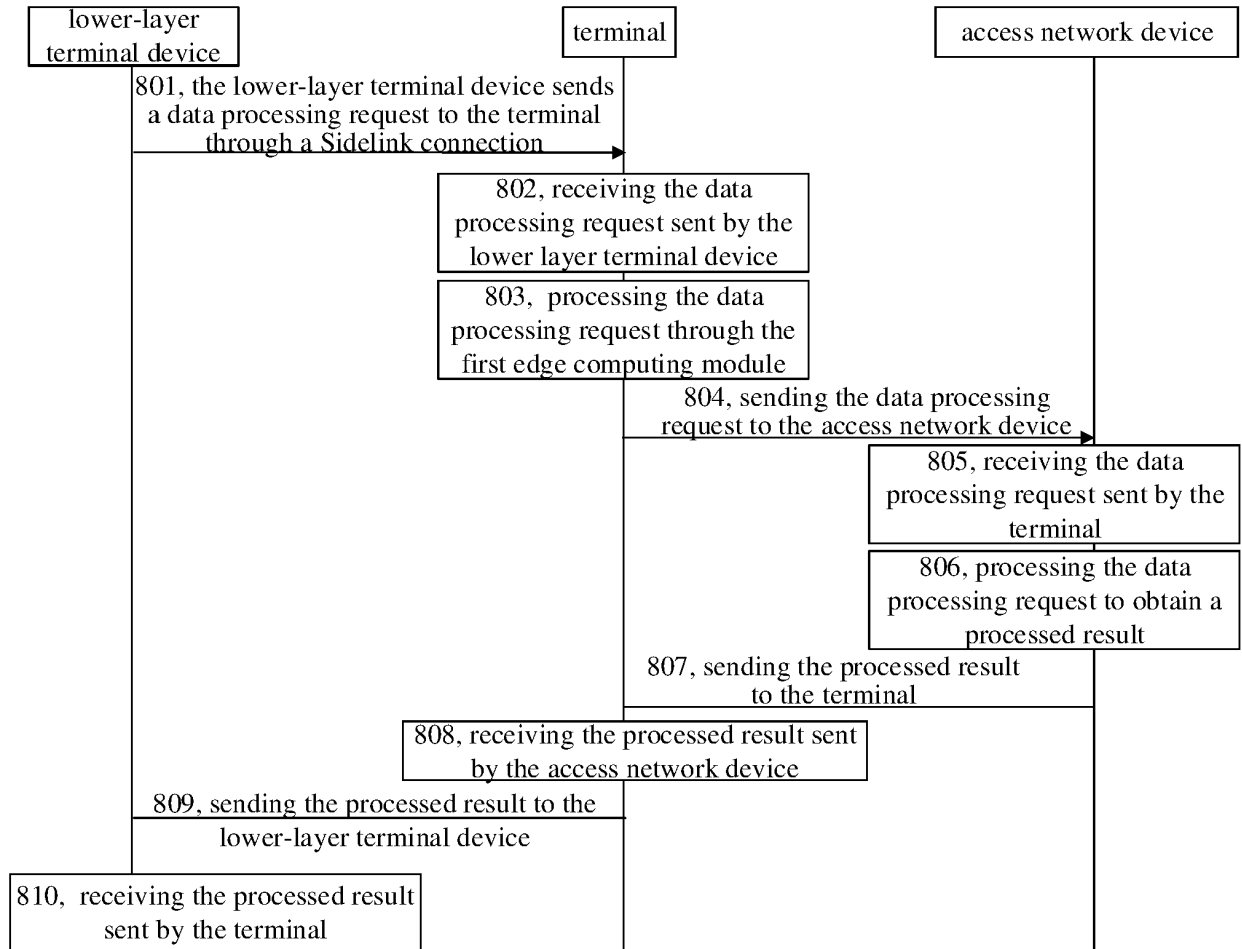 lower-layer
terminal device
terminal
access network device
801, the lower-layer terminal device sends
a data processing request to the terminal
through a Sidelink connection
802, receiving the data
processing request sent by the
lower layer terminal device
803,  processing the data
processing request through the
first edge computing module
804, sending the data processing
request to the access network device
805, receiving the data
processing request sent by the
terminal
806, processing the data
processing request to obtain a
processed result
807, sending the processed result
to the terminal
808, receiving the processed result sent
by the access network device
809, sending the processed result to the
lower-layer terminal device
810,  receiving the processed result
sent by the terminal